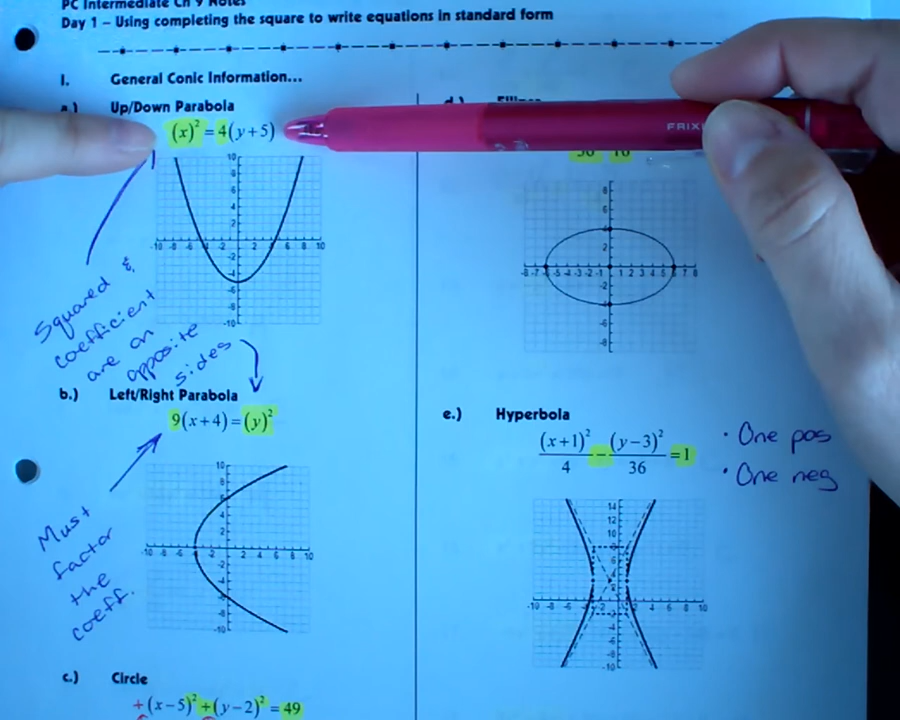 PC Intermediate Ch 9 Notes
Day 1 – Using completing the square to write equations in standard form
I. General Conic Information...
a.) Up/Down Parabola
(x)² = 4(y+5)
Squared &
coefficient
are on
opposite
sides
b.) Left/Right Parabola
9(x+4) = (y)²
Must
factor
the
coeff.
c.) Circle
+(x−5)²+(y−2)² = 49
d.) Ellipse
FRIX
e.) Hyperbola
(x+1)²/4 − (y−3)²/36 = 1
· One pos
· One neg